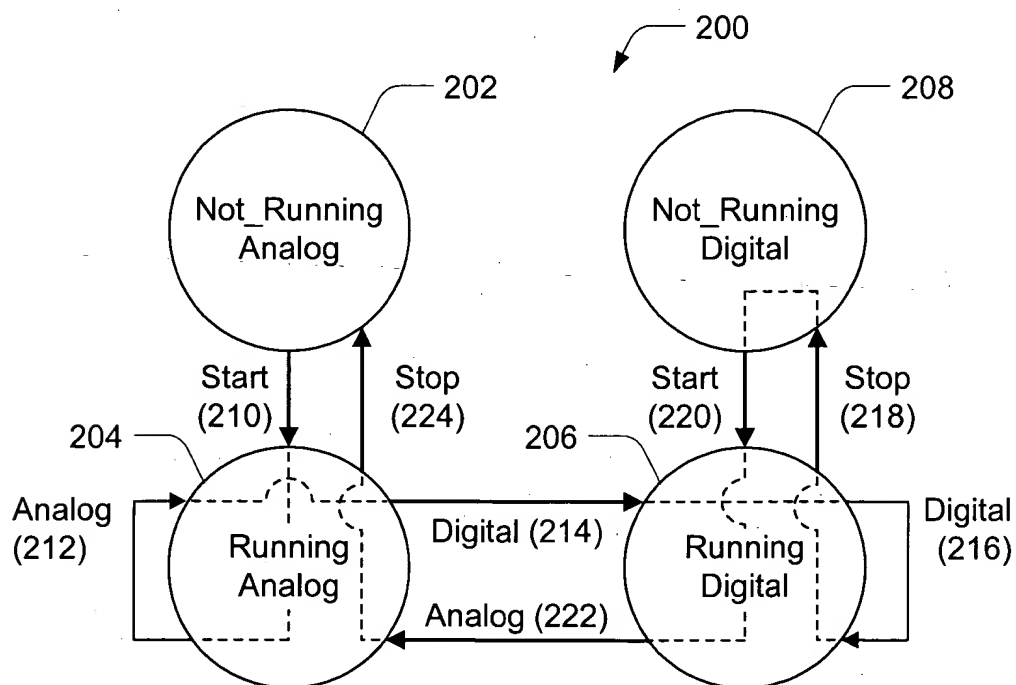 200
202
208
Not_Running
Analog
Not_Running
Digital
Start
(210)
Stop
(224)
Start
(220)
Stop
(218)
204
206
Analog
(212)
Digital (214)
Digital
(216)
Running
Analog
Running
Digital
Analog (222)